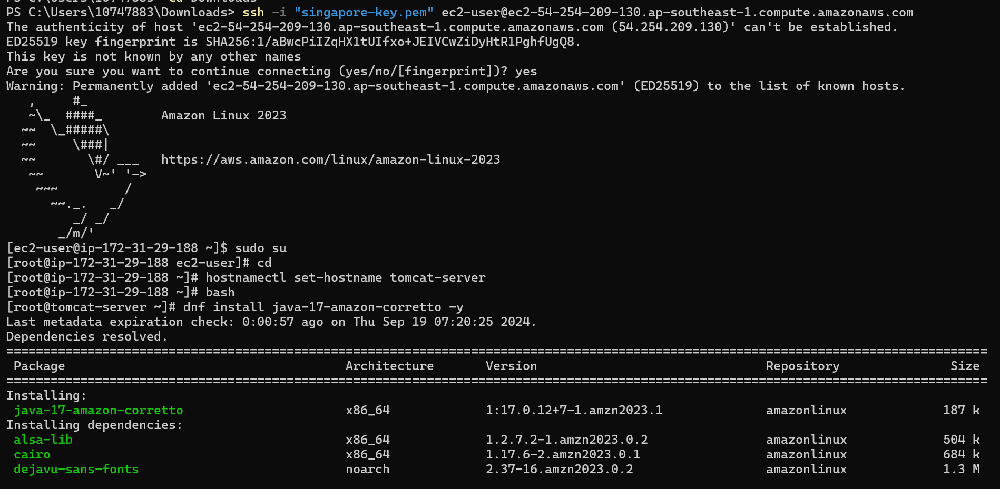 PS C:\Users\10747883> cd Downloads
PS C:\Users\10747883\Downloads> ssh -i "singapore-key.pem" ec2-user@ec2-54-254-209-130.ap-southeast-1.compute.amazonaws.com
The authenticity of host 'ec2-54-254-209-130.ap-southeast-1.compute.amazonaws.com (54.254.209.130)' can't be established.
ED25519 key fingerprint is SHA256:1/aBwcPiIZqHX1tUIfxo+JEIVCwZiDyHtR1PghfUgQ8.
This key is not known by any other names
Are you sure you want to continue connecting (yes/no/[fingerprint])? yes
Warning: Permanently added 'ec2-54-254-209-130.ap-southeast-1.compute.amazonaws.com' (ED25519) to the list of known hosts.
   ,     #_
   ~\_  ####_        Amazon Linux 2023
  ~~  \_#####\
  ~~     \###|
  ~~       \#/ ___   https://aws.amazon.com/linux/amazon-linux-2023
   ~~       V~' '->
    ~~~         /
      ~~._.   _/
         _/ _/
       _/m/'
[ec2-user@ip-172-31-29-188 ~]$ sudo su
[root@ip-172-31-29-188 ec2-user]# cd
[root@ip-172-31-29-188 ~]# hostnamectl set-hostname tomcat-server
[root@ip-172-31-29-188 ~]# bash
[root@tomcat-server ~]# dnf install java-17-amazon-corretto -y
Last metadata expiration check: 0:00:57 ago on Thu Sep 19 07:20:25 2024.
Dependencies resolved.
=====================================================================================================================================
 Package                                      Architecture       Version                               Repository               Size
=====================================================================================================================================
Installing:
 java-17-amazon-corretto                      x86_64             1:17.0.12+7-1.amzn2023.1              amazonlinux             187 k
Installing dependencies:
 alsa-lib                                     x86_64             1.2.7.2-1.amzn2023.0.2                amazonlinux             504 k
 cairo                                        x86_64             1.17.6-2.amzn2023.0.1                 amazonlinux             684 k
 dejavu-sans-fonts                            noarch             2.37-16.amzn2023.0.2                  amazonlinux             1.3 M